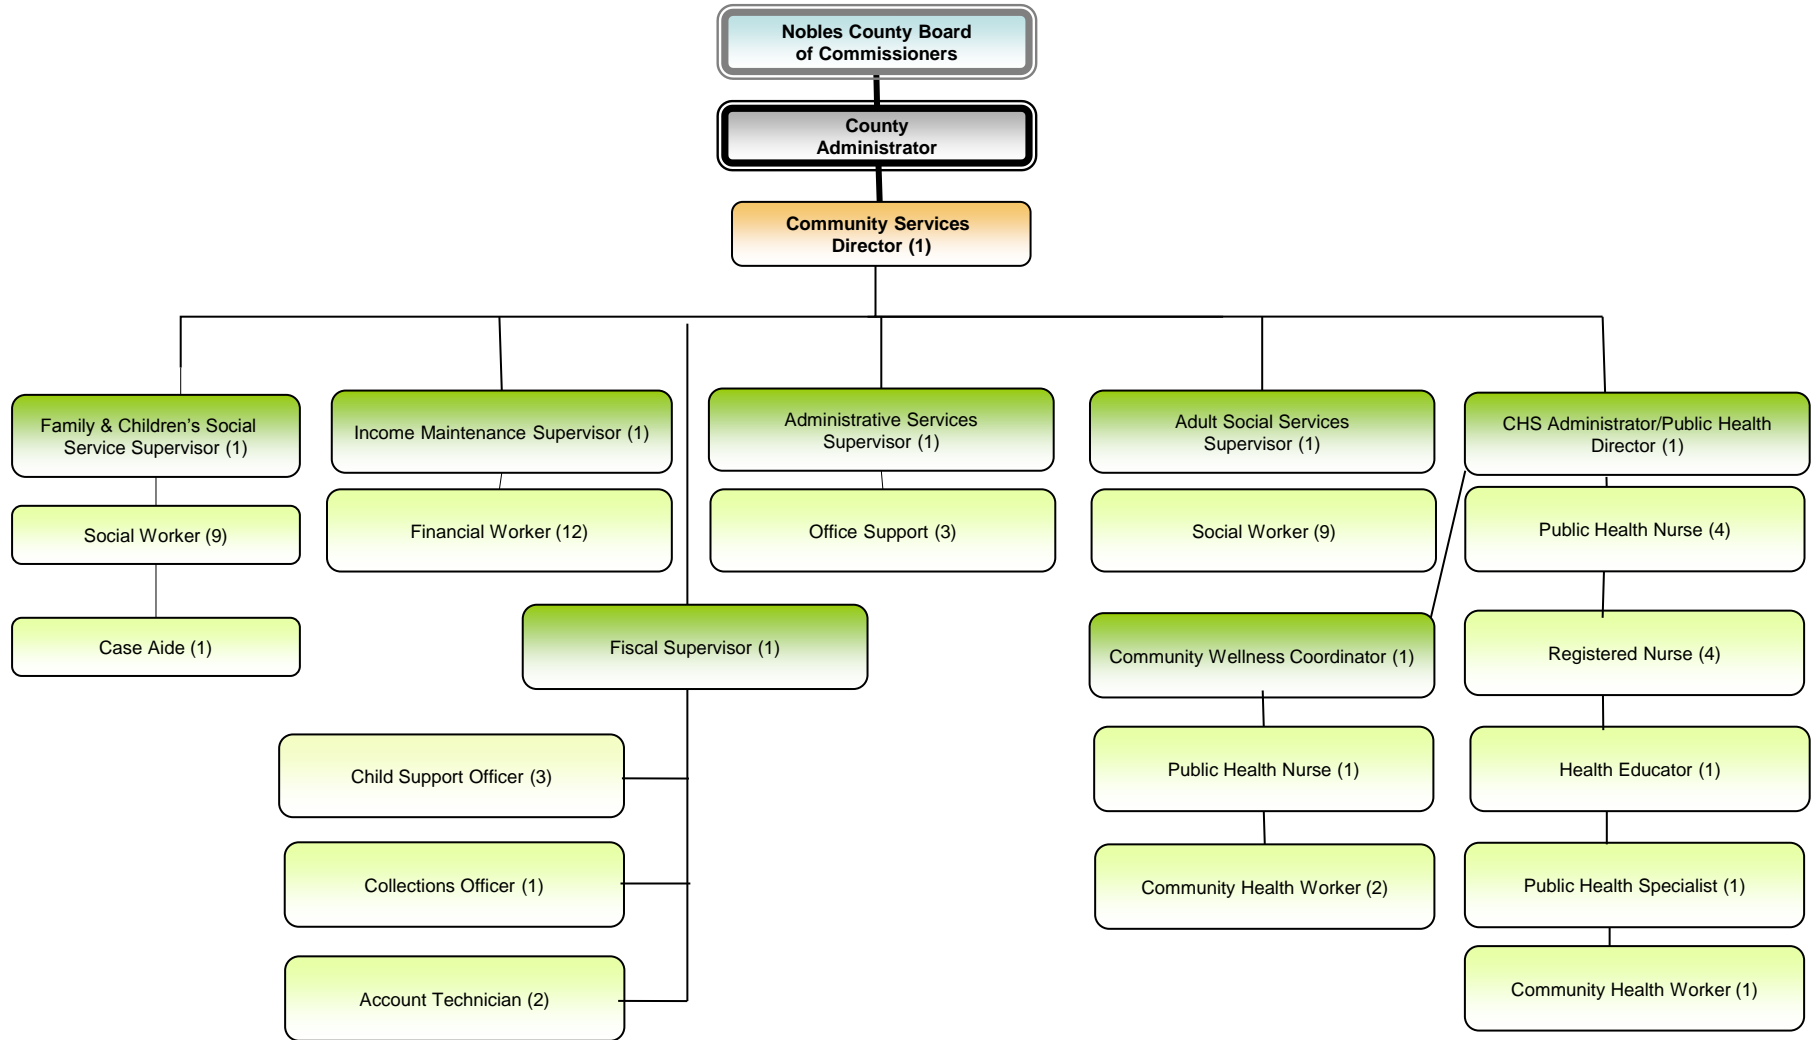 Nobles County Board
of Commissioners
County
Administrator
Community Services
Director (1)
Family & Children’s Social
Service Supervisor (1)
Social Worker (9)
Case Aide (1)
Income Maintenance Supervisor (1)
Financial Worker (12)
Fiscal Supervisor (1)
Child Support Officer (3)
Collections Officer (1)
Account Technician (2)
Administrative Services
Supervisor (1)
Office Support (3)
Adult Social Services
Supervisor (1)
Social Worker (9)
CHS Administrator/Public Health
Director (1)
Community Wellness Coordinator (1)
Public Health Nurse (1)
Community Health Worker (2)
Public Health Nurse (4)
Registered Nurse (4)
Health Educator (1)
Public Health Specialist (1)
Community Health Worker (1)